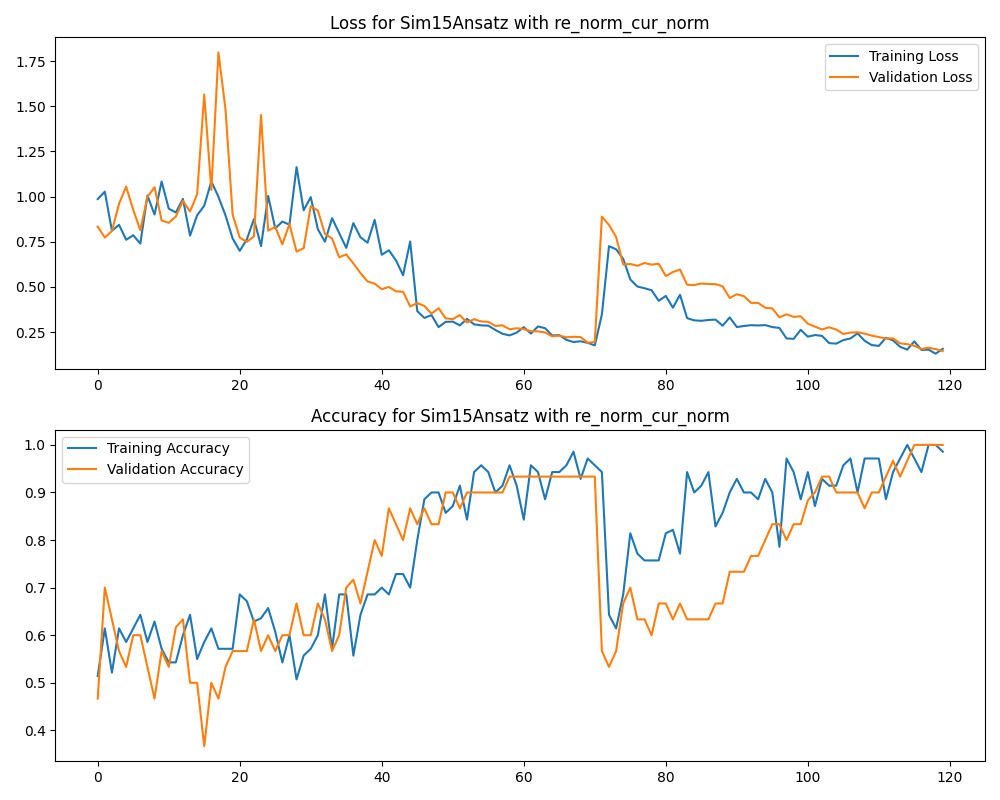 Loss for Sim15Ansatz with re_norm_cur_norm
Training Loss
Validation Loss
1.75
1.50
1.25
1.00
0.75
0.50
0.25
0 20 40 60 80 100 120
Accuracy for Sim15Ansatz with re_norm_cur_norm
Training Accuracy
Validation Accuracy
1.0
0.9
0.8
0.7
0.6
0.5
0.4
0 20 40 60 80 100 120